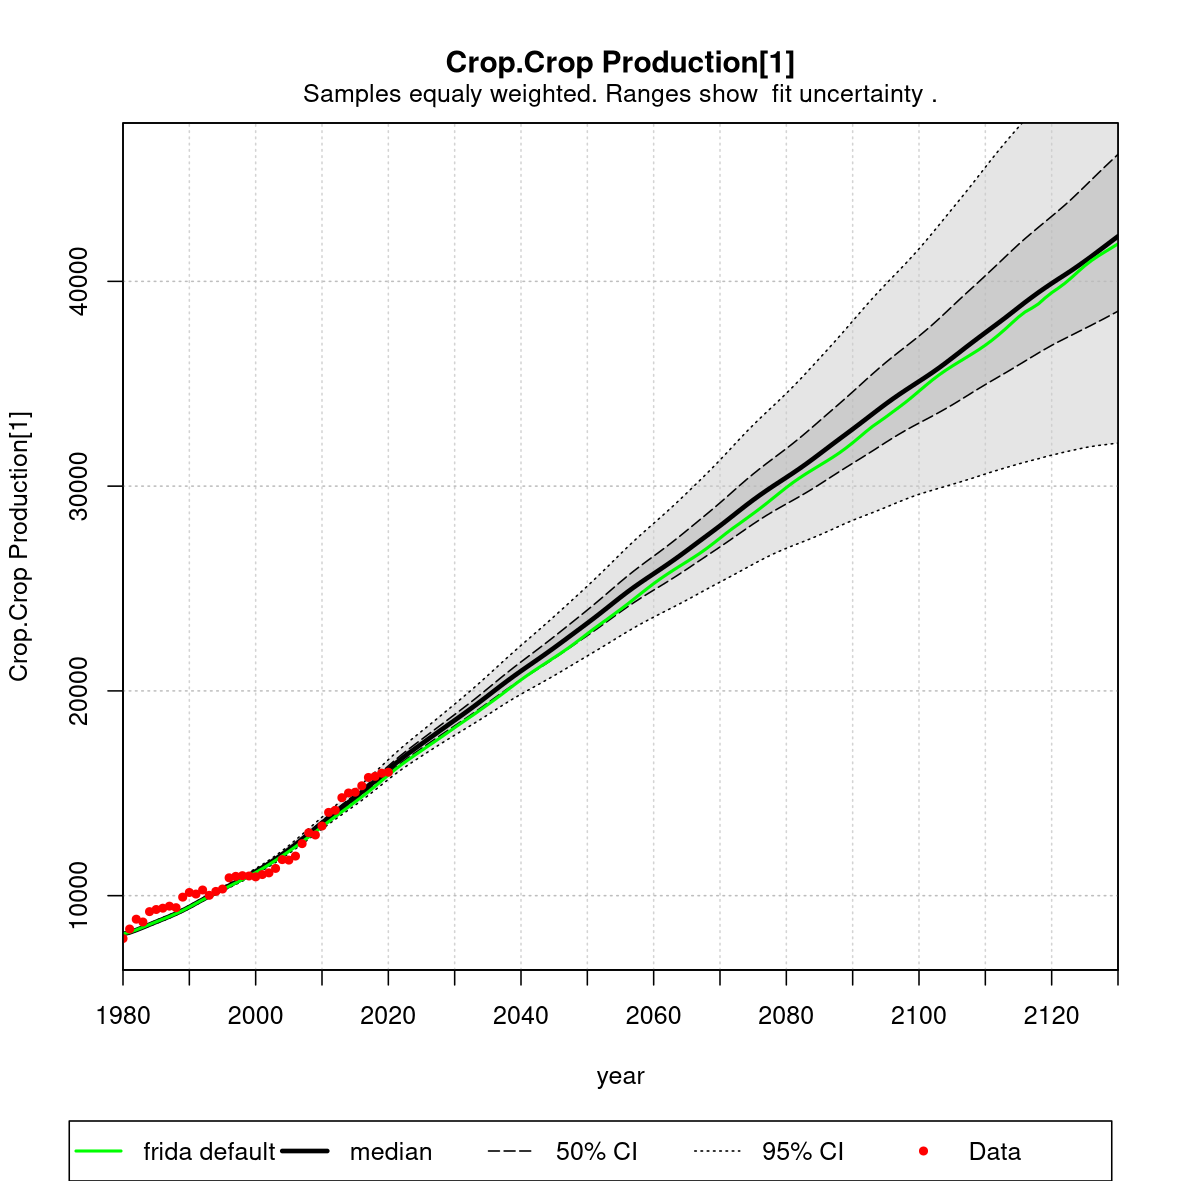 Crop.Crop Production[1]
Samples equaly weighted. Ranges show  fit uncertainty .
Crop.Crop Production[1]
40000
30000
20000
10000
1980 2000 2020 2040 2060 2080 2100 2120
year
frida default median 50% CI 95% CI Data